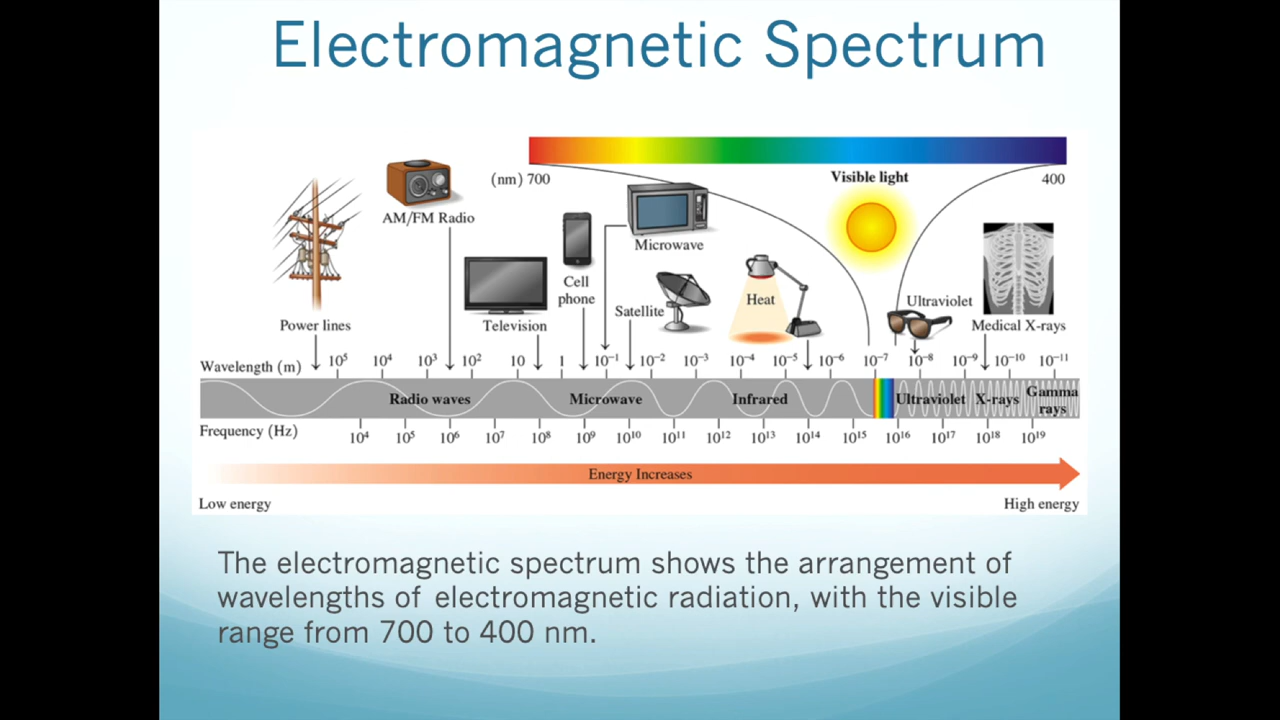 Electromagnetic Spectrum
(nm) 700
Visible light
400
AM/FM Radio
Microwave
Cell
phone
Satellite
Heat
Ultraviolet
Power lines
Television
Medical X-rays
Wavelength (m) 10⁵ 10⁴ 10³ 10² 10 1 10⁻¹ 10⁻² 10⁻³ 10⁻⁴ 10⁻⁵ 10⁻⁶ 10⁻⁷ 10⁻⁸ 10⁻⁹ 10⁻¹⁰ 10⁻¹¹
Radio waves Microwave Infrared Ultraviolet X-rays Gamma
rays
Frequency (Hz) 10⁴ 10⁵ 10⁶ 10⁷ 10⁸ 10⁹ 10¹⁰ 10¹¹ 10¹² 10¹³ 10¹⁴ 10¹⁵ 10¹⁶ 10¹⁷ 10¹⁸ 10¹⁹
Energy Increases
Low energy High energy
The electromagnetic spectrum shows the arrangement of
wavelengths of electromagnetic radiation, with the visible
range from 700 to 400 nm.